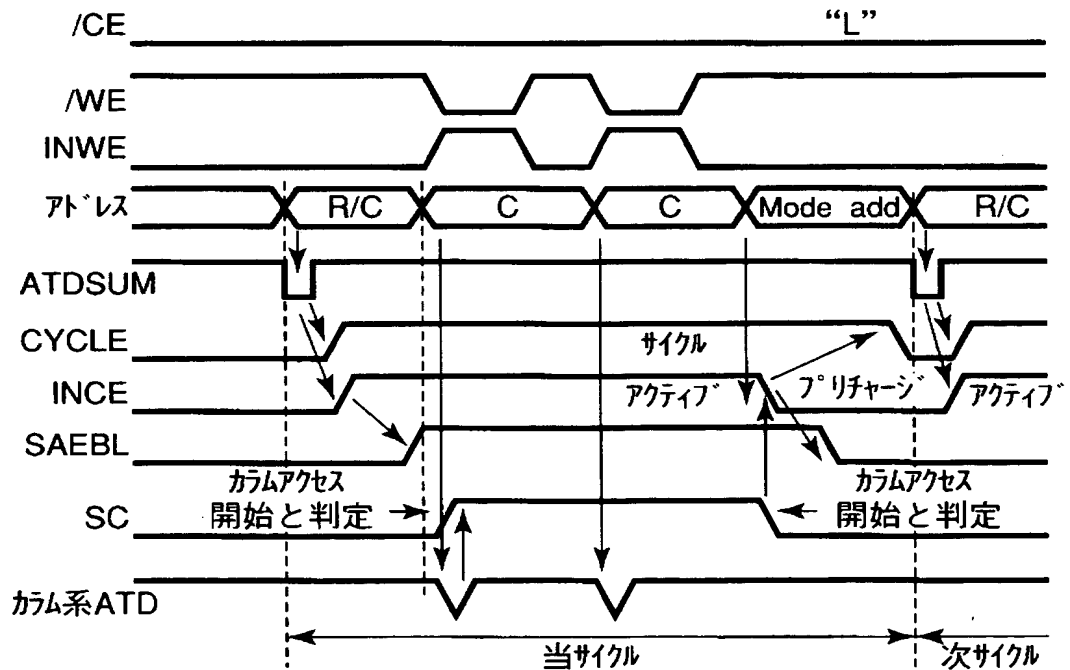 /CE
“L”
/WE
INWE
アドレス
R/C
C
C
Mode add
R/C
ATDSUM
CYCLE
サイクル
INCE
アクティブ
プリチャージ
アクティブ
SAEBL
カラムアクセス
開始と判定
カラムアクセス
開始と判定
SC
カラム系ATD
当サイクル
次サイクル